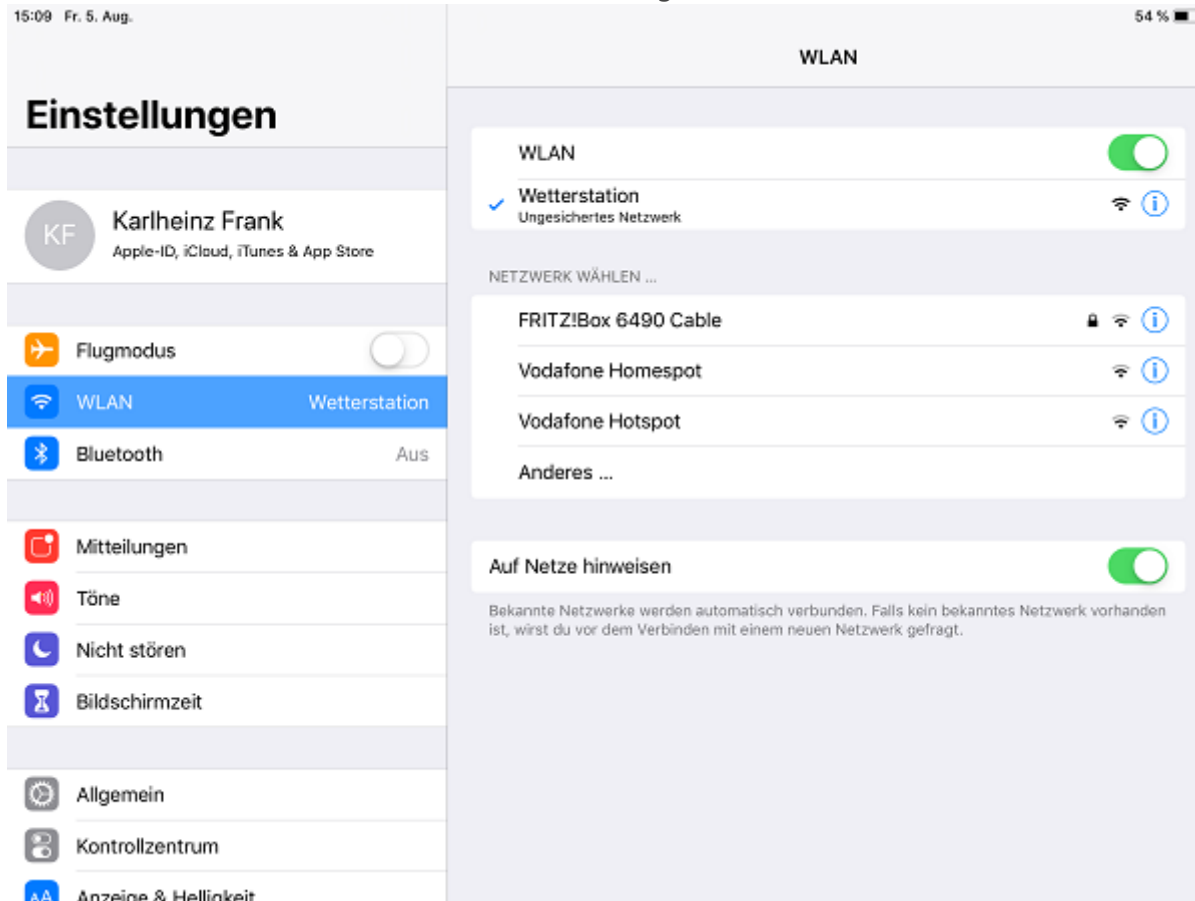 15:09 Fr. 5. Aug.
54 %
WLAN
Einstellungen
KF
Karlheinz Frank
Apple-ID, iCloud, iTunes & App Store
Flugmodus
WLAN Wetterstation
Bluetooth Aus
Mitteilungen
Töne
Nicht stören
Bildschirmzeit
Allgemein
Kontrollzentrum
AA Anzeige & Helligkeit
WLAN
Wetterstation
Ungesichertes Netzwerk
NETZWERK WÄHLEN ...
FRITZ!Box 6490 Cable
Vodafone Homespot
Vodafone Hotspot
Anderes ...
Auf Netze hinweisen
Bekannte Netzwerke werden automatisch verbunden. Falls kein bekanntes Netzwerk vorhanden
ist, wirst du vor dem Verbinden mit einem neuen Netzwerk gefragt.